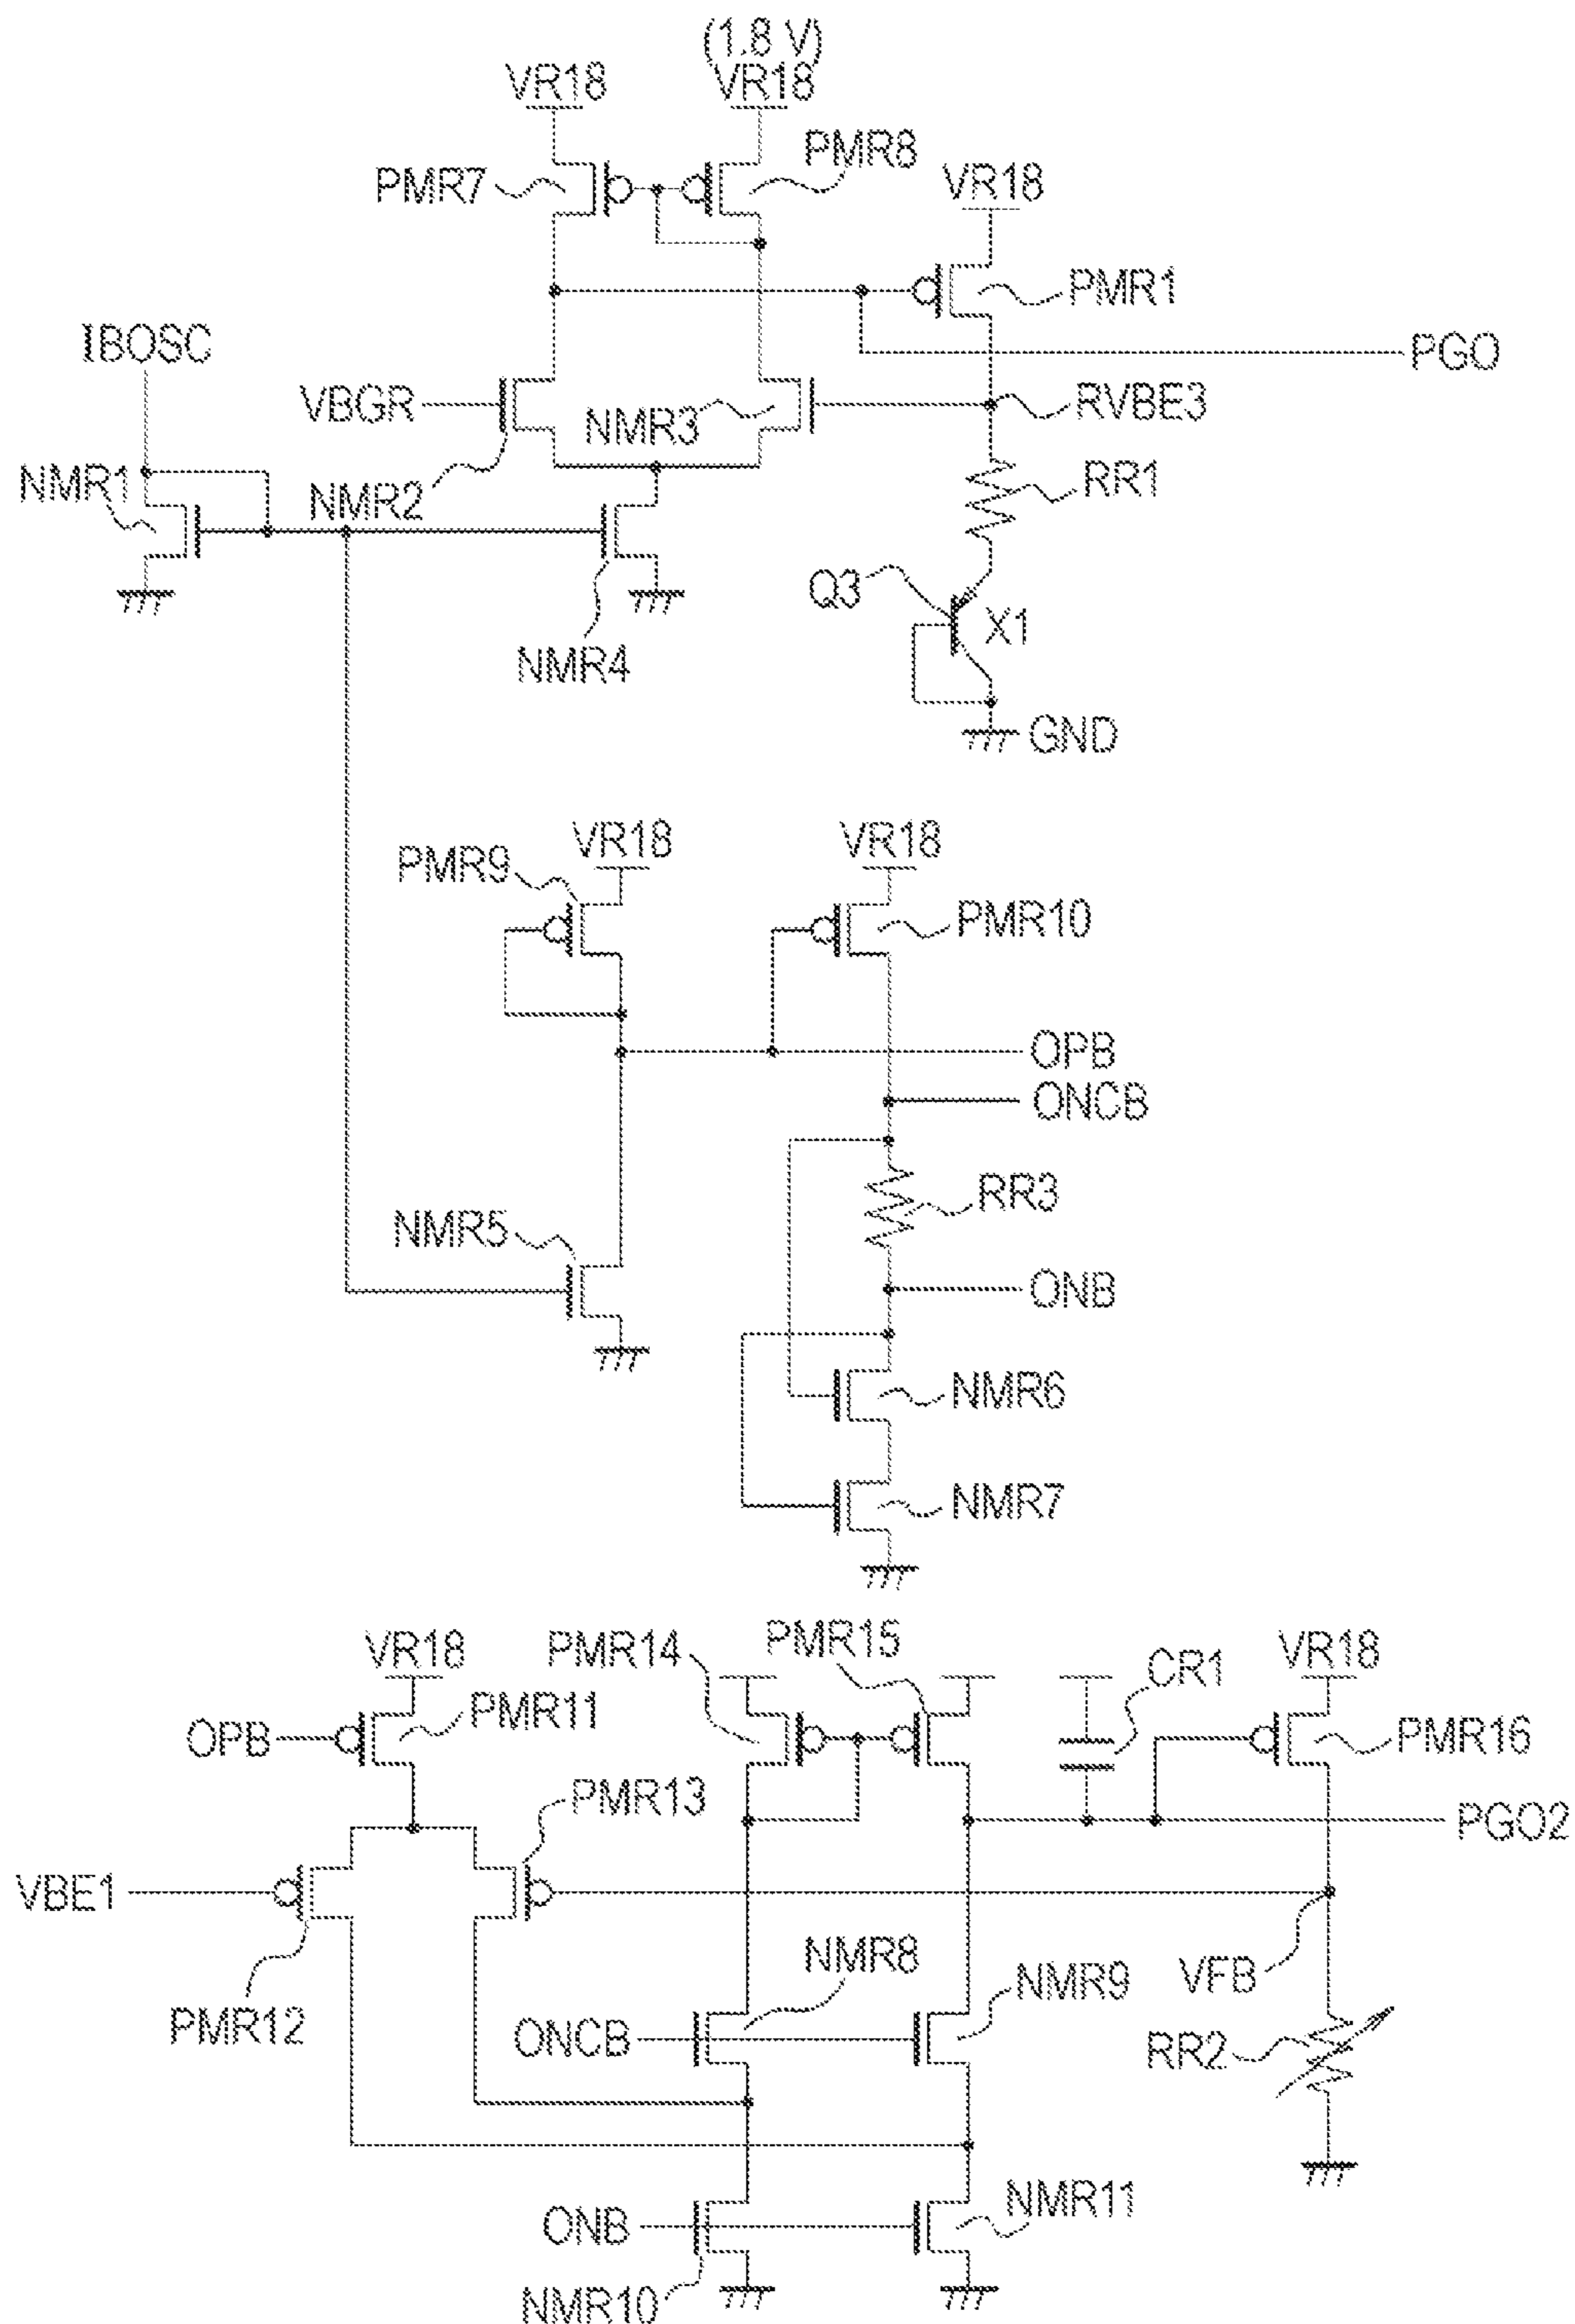 (1.8 V)
VR18 VR18
PMR7 PMR8
VR18
PMR1
IBOSC
PGO
VBGR NMR3 RVBE3
NMR1 NMR2 RR1
Q3 X1
NMR4
GND
VR18 VR18
PMR9
PMR10
OPB
ONCB
RR3
NMR5
ONB
NMR6
NMR7
VR18 PMR14 PMR15 CR1 VR18
OPB PMR11 PMR16
PMR13
PGO2
VBE1
NMR8 NMR9 VFB
PMR12 ONCB RR2
ONB NMR11
NMR10